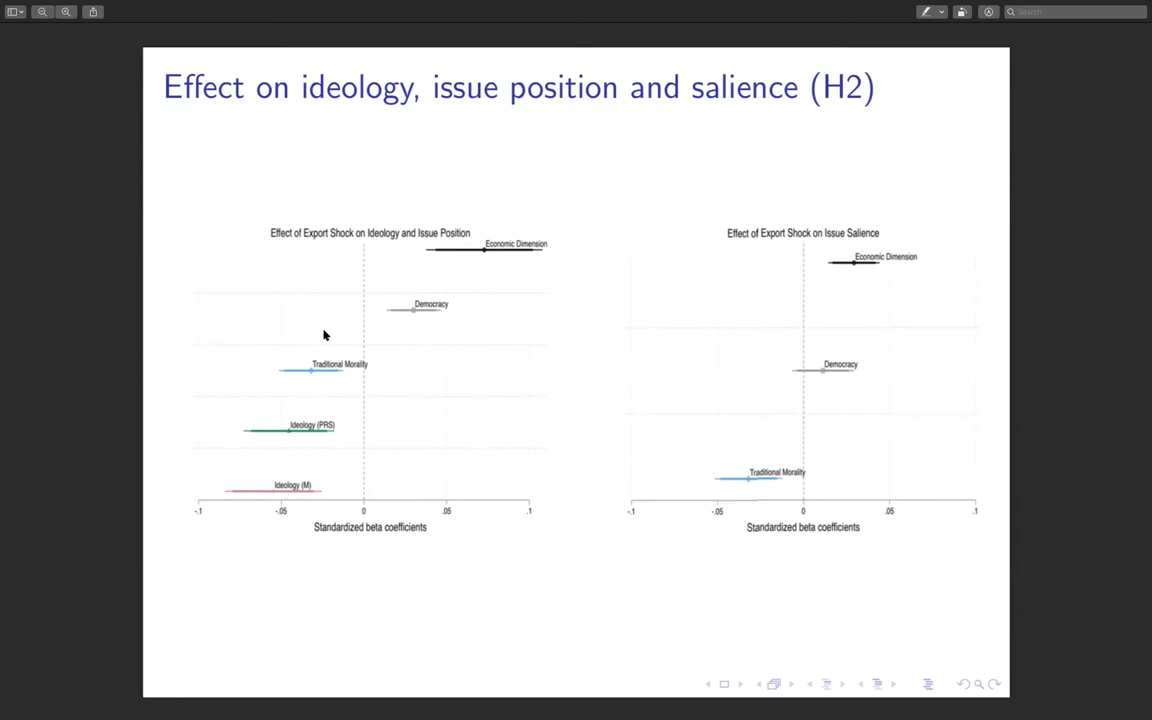 Search
Effect on ideology, issue position and salience (H2)
Effect of Export Shock on Ideology and Issue Position
Economic Dimension
Democracy
Traditional Morality
Ideology (PRS)
Ideology (M)
-.1 -.05 0 .05 .1
Standardized beta coefficients
Effect of Export Shock on Issue Salience
Economic Dimension
Democracy
Traditional Morality
-.1 -.05 0 .05 .1
Standardized beta coefficients